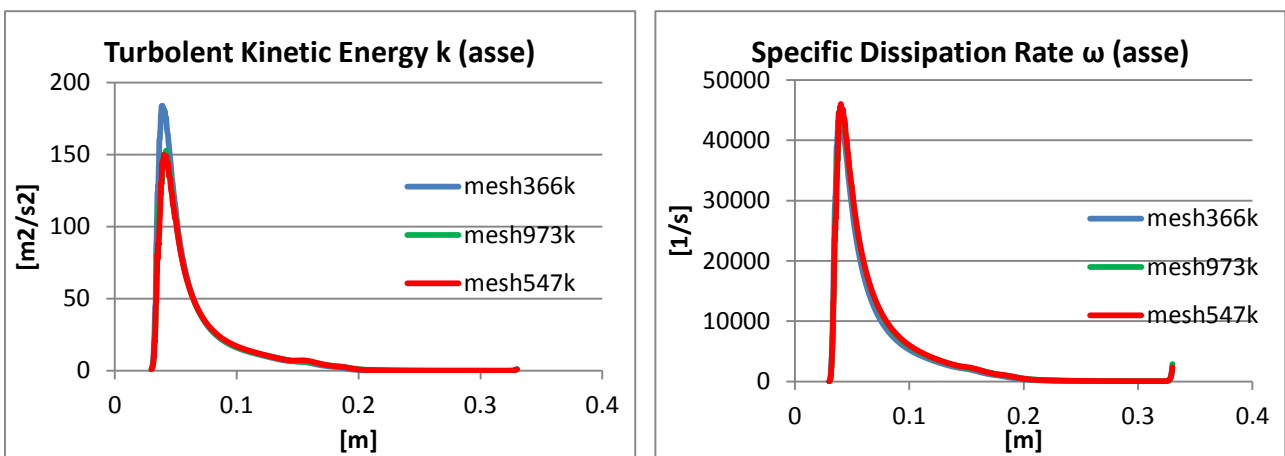 Turbolent Kinetic Energy k (asse)
200
150
100
50
0
[m2/s2]
mesh366k
mesh973k
mesh547k
0 0.1 0.2 0.3 0.4
[m]
Specific Dissipation Rate ω (asse)
50000
40000
30000
20000
10000
0
[1/s]
mesh366k
mesh973k
mesh547k
0 0.1 0.2 0.3 0.4
[m]